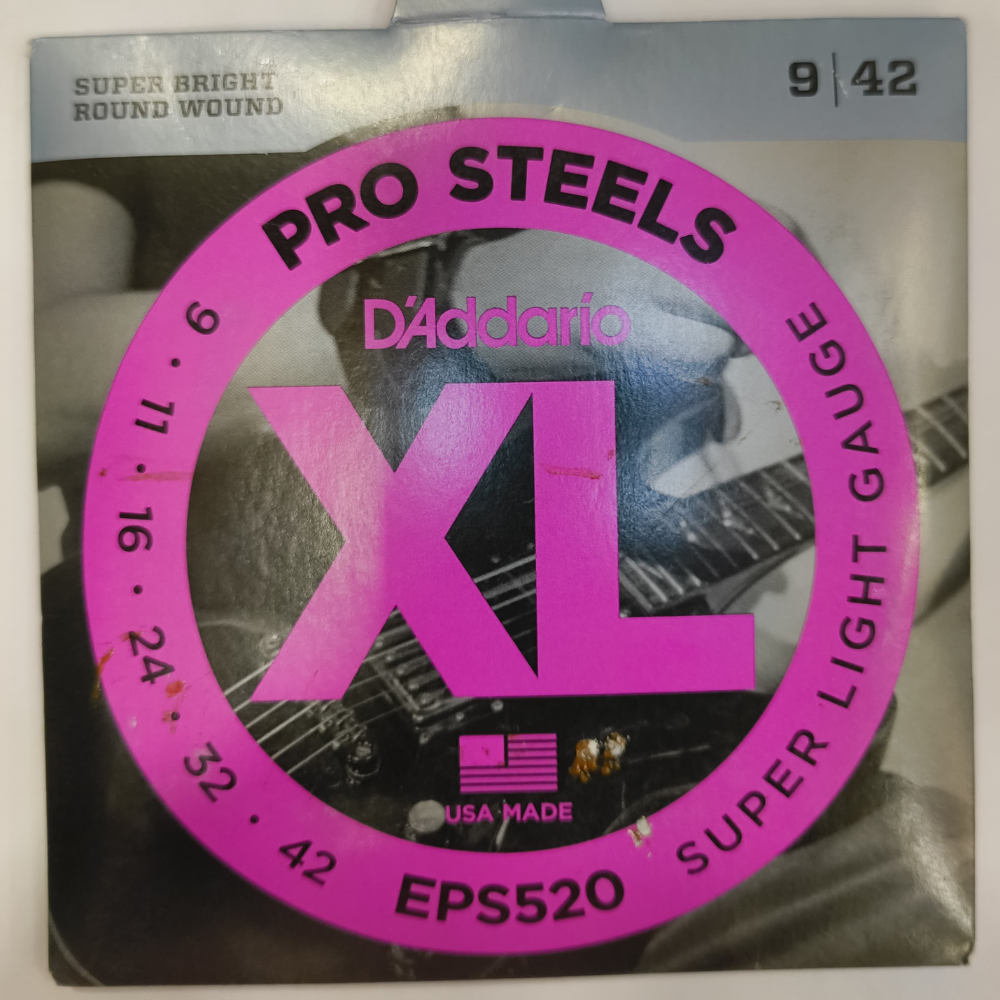 SUPER BRIGHT
ROUND WOUND
9|42
PRO STEELS
D'Addario
XL
9 · 11 · 16 · 24 · 32 · 42
SUPER LIGHT GAUGE
USA MADE
EPS520